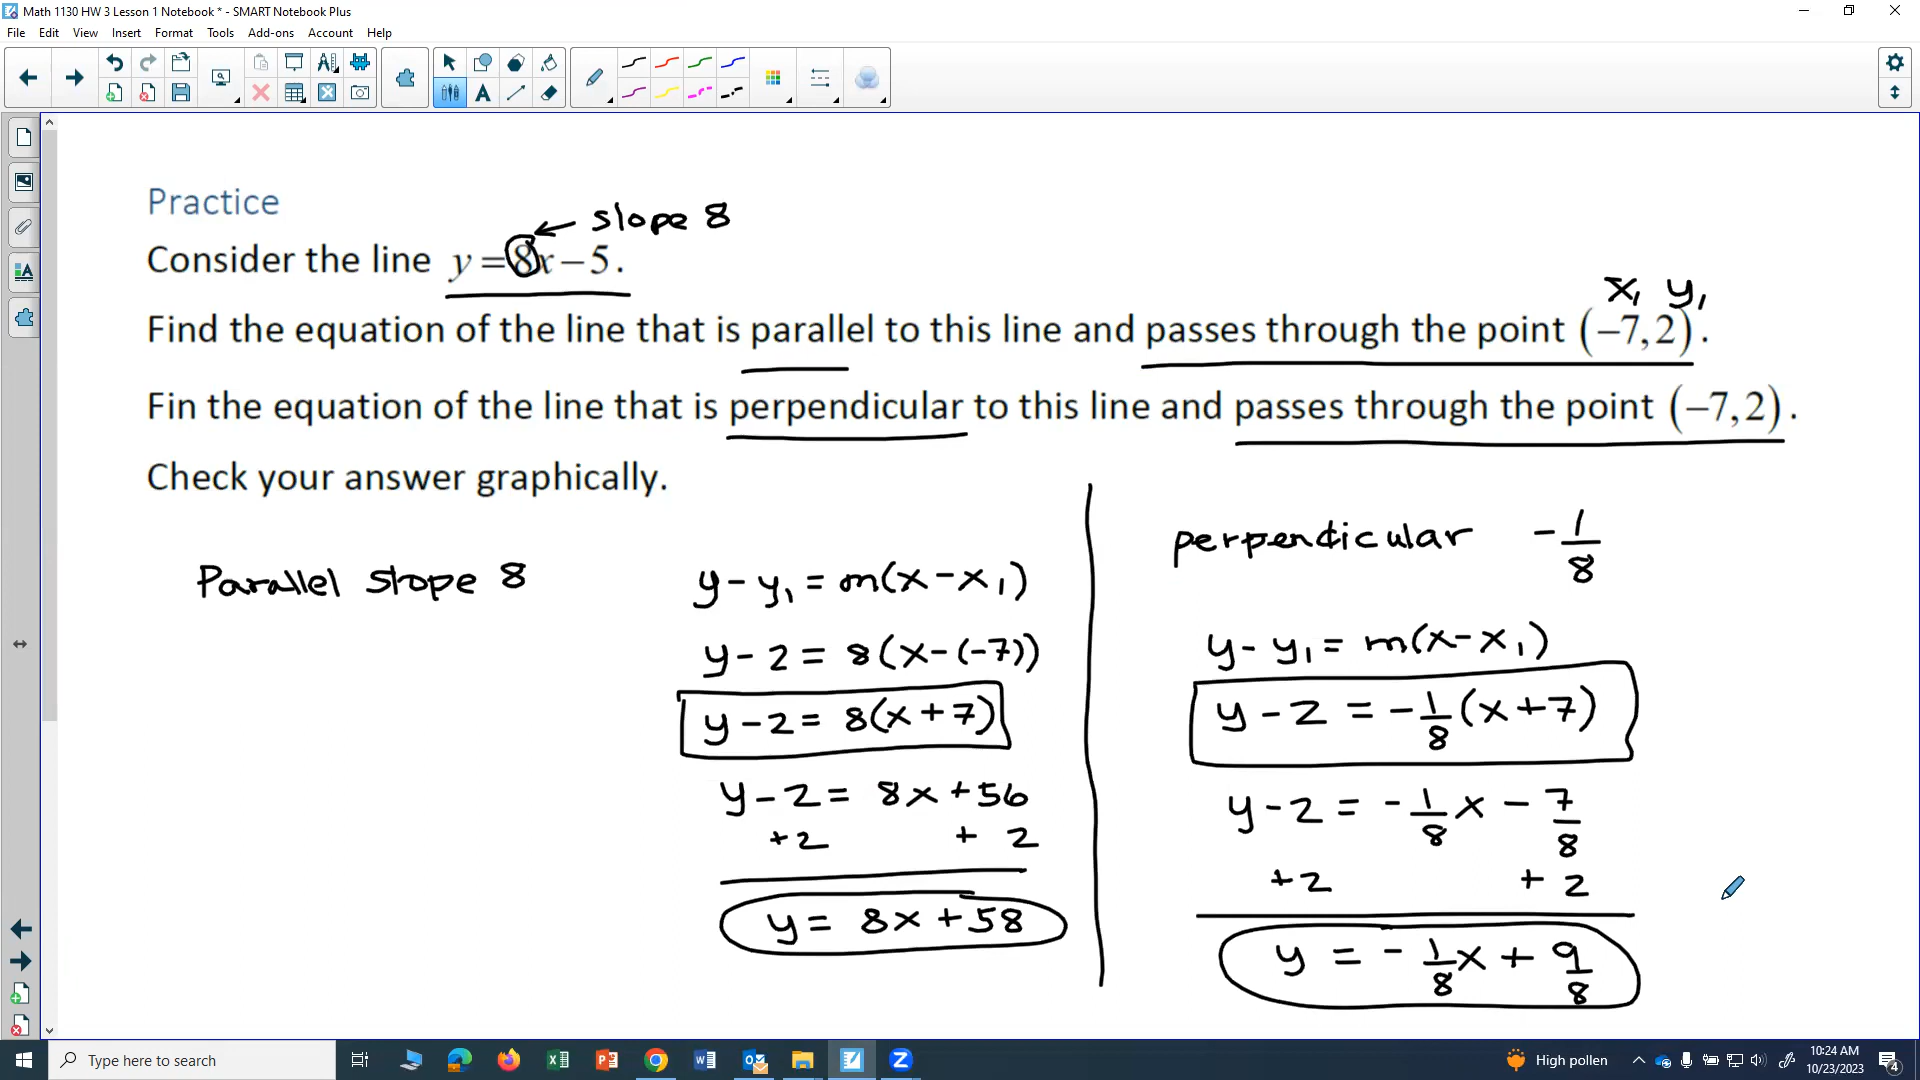 Math 1130 HW 3 Lesson 1 Notebook * - SMART Notebook Plus
File Edit View Insert Format Tools Add-ons Account Help
Practice
slope 8
Consider the line y = 8x − 5.
x₁ y₁
Find the equation of the line that is parallel to this line and passes through the point (−7, 2).
Fin the equation of the line that is perpendicular to this line and passes through the point (−7, 2).
Check your answer graphically.
Parallel slope 8
y − y₁ = m(x − x₁)
y − 2 = 8(x − (−7))
y − 2 = 8(x + 7)
y − 2 = 8x + 56
+2 + 2
y = 8x + 58
perpendicular − 1/8
y − y₁ = m(x − x₁)
y − 2 = − 1/8 (x + 7)
y − 2 = − 1/8 x − 7/8
+2 + 2
y = − 1/8 x + 9/8
Type here to search
High pollen
10:24 AM
10/23/2023
4